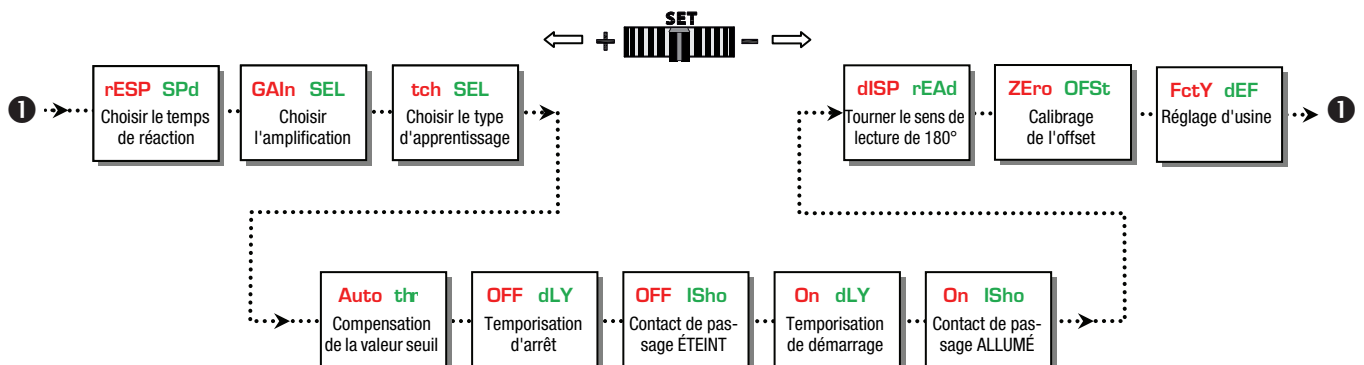 SET
+ -
❶
rESP SPd
Choisir le temps
de réaction
GAIn SEL
Choisir
l'amplification
tch SEL
Choisir le type
d'apprentissage
Auto thr
Compensation
de la valeur seuil
OFF dLY
Temporisation
d'arrêt
OFF ISho
Contact de pas-
sage ÉTEINT
On dLY
Temporisation
de démarrage
On ISho
Contact de pas-
sage ALLUMÉ
dISP rEAd
Tourner le sens de
lecture de 180°
ZEro OFSt
Calibrage
de l'offset
FctY dEF
Réglage d'usine
❶